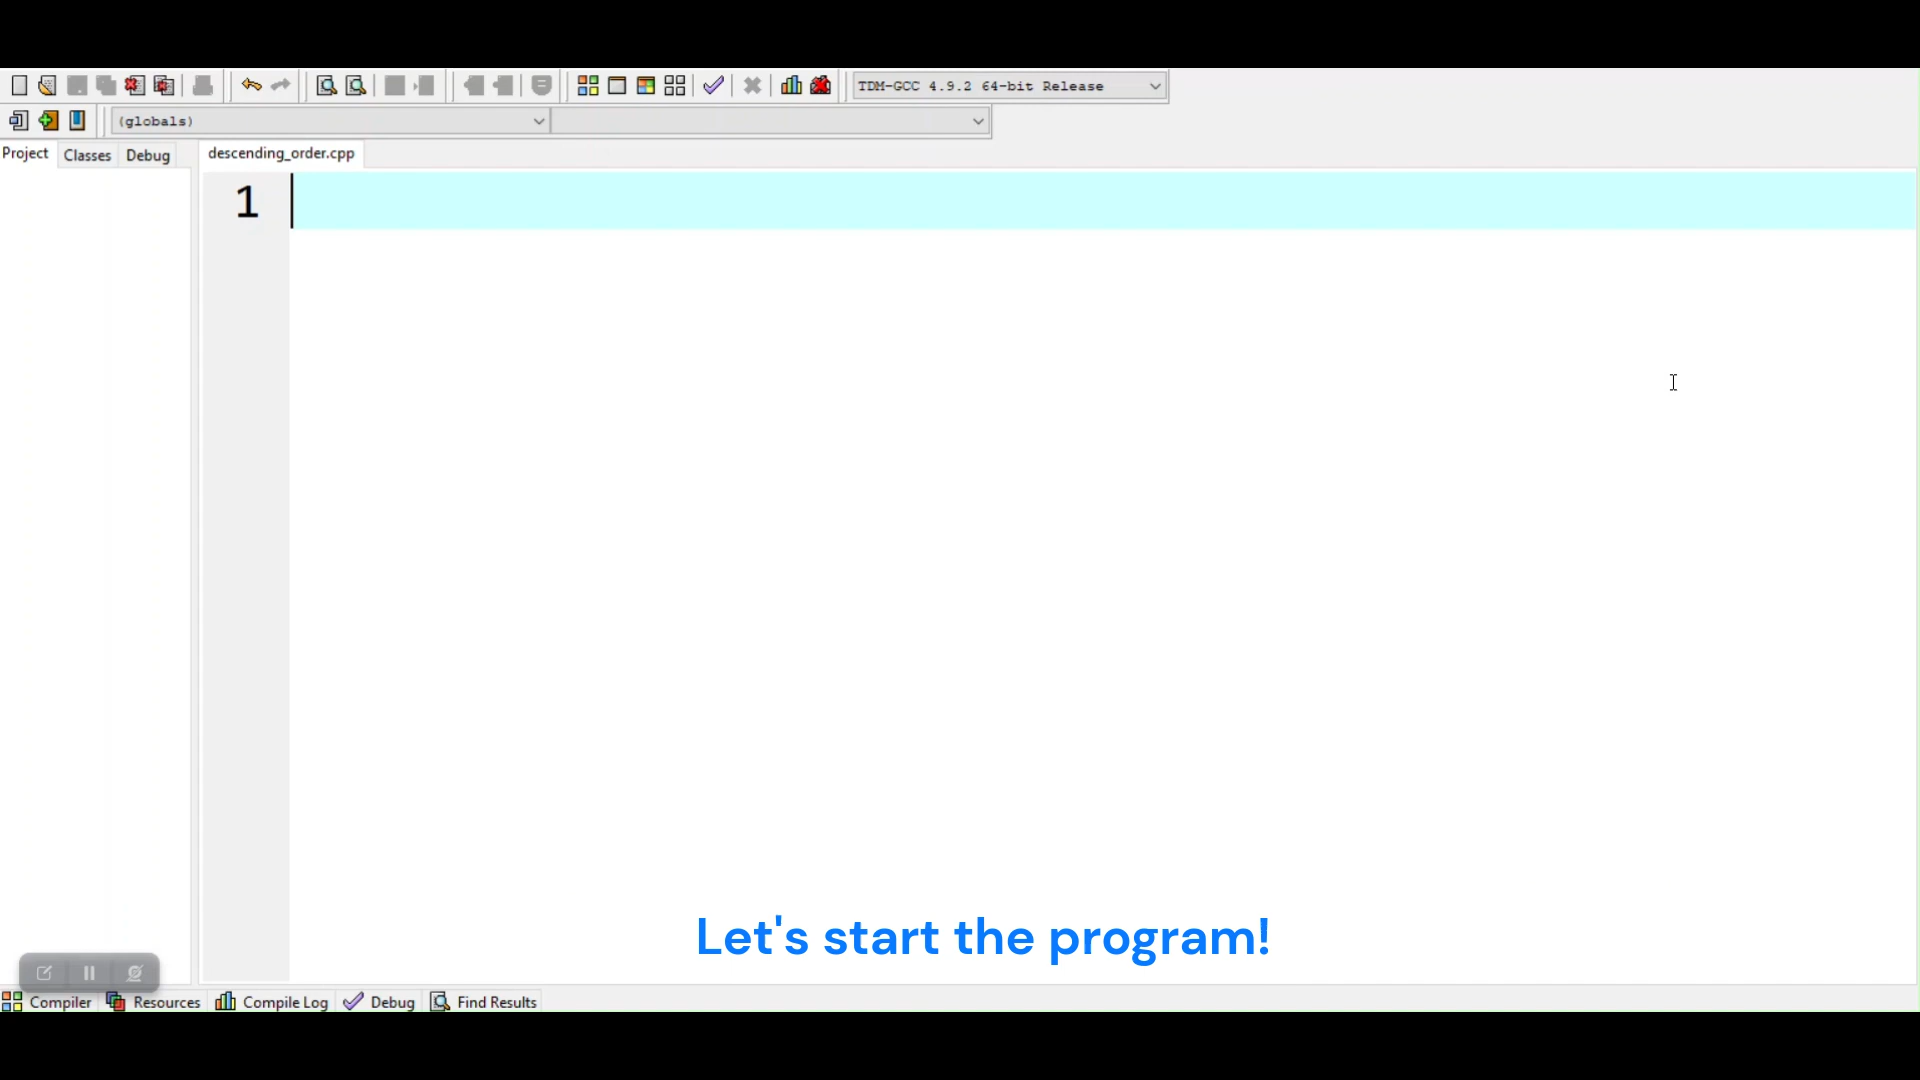 TDM-GCC 4.9.2 64-bit Release
(globals)
Project Classes Debug descending_order.cpp
1
Let's start the program!
Compiler Resources Compile Log Debug Find Results